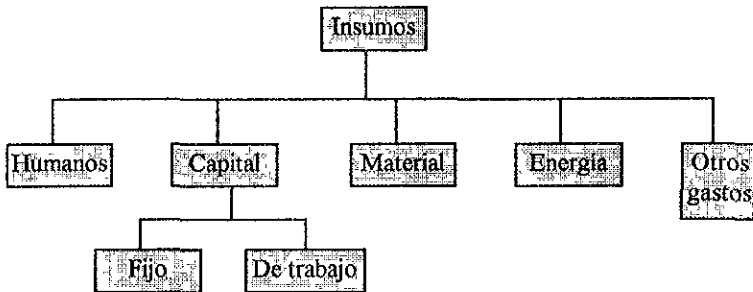 Insumos
Humanos
Capital
Material
Energía
Otros
gastos
Fijo
De trabajo